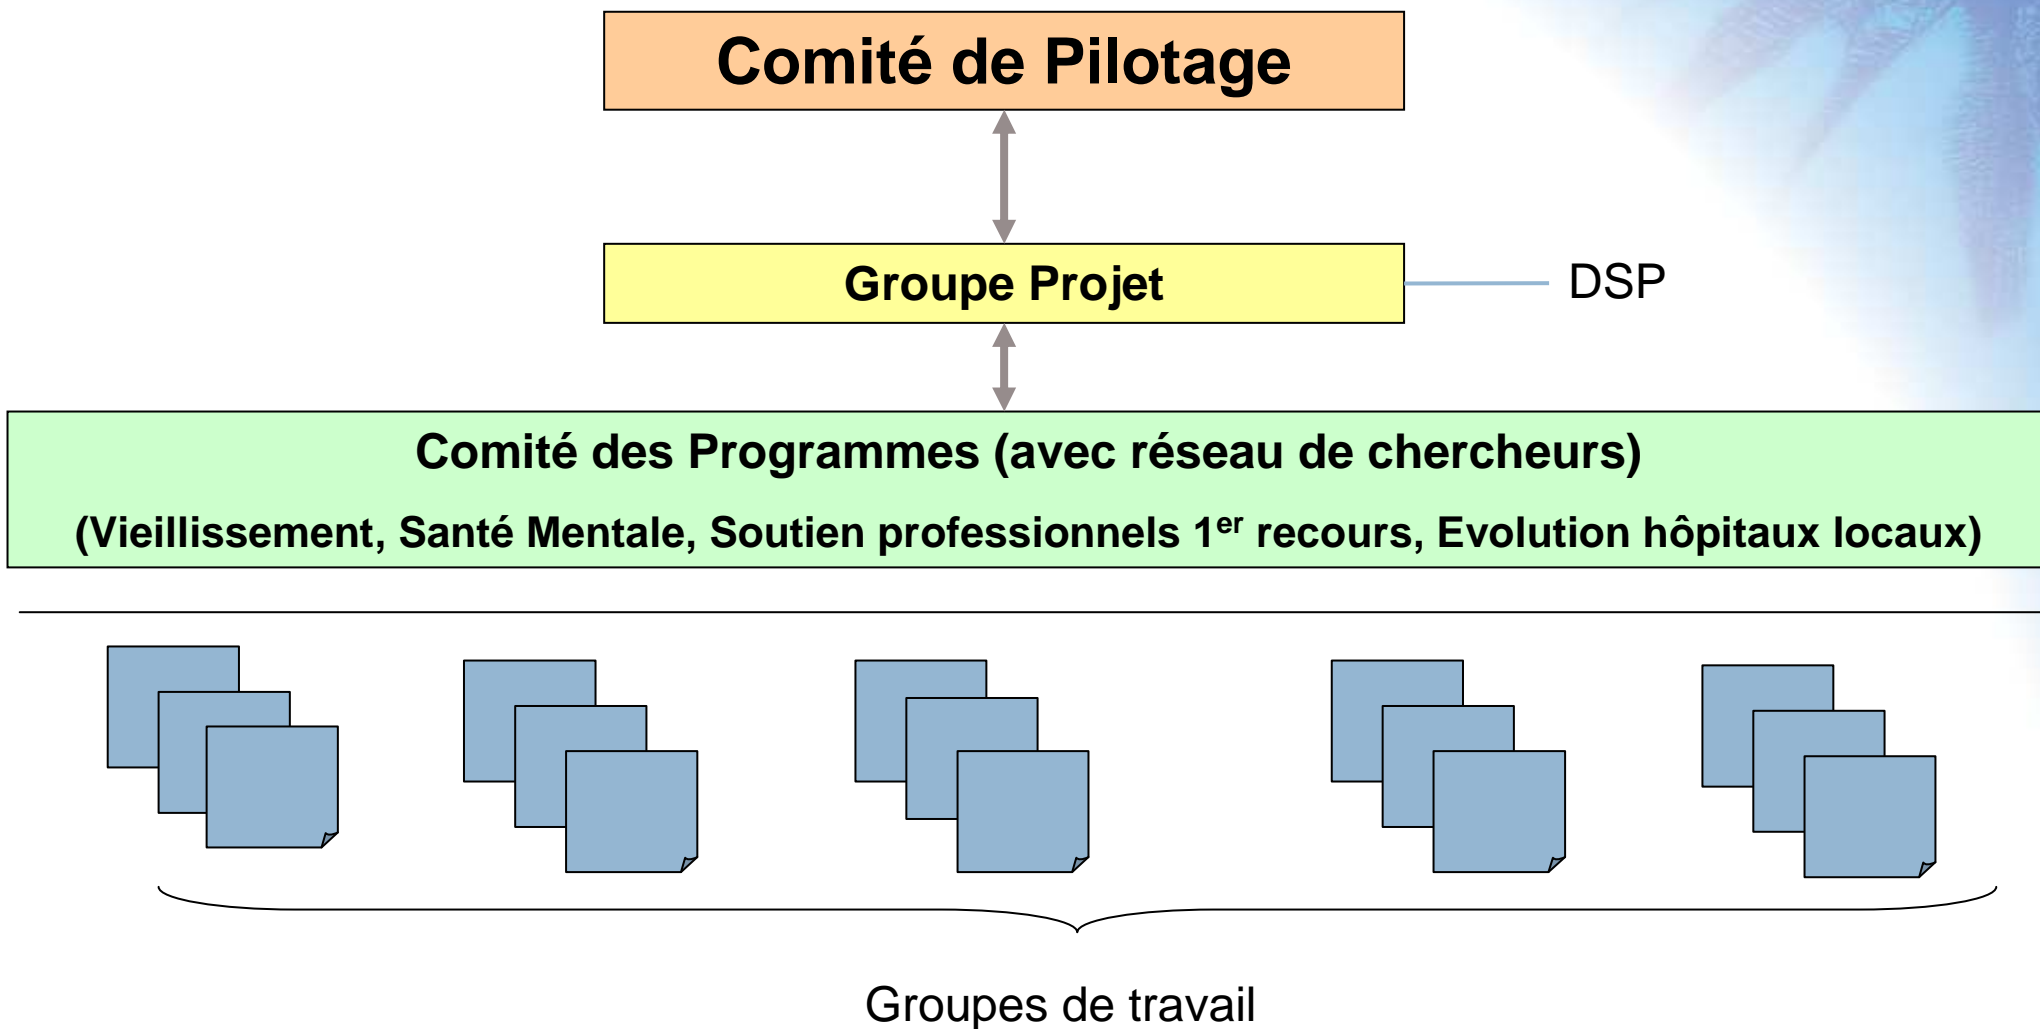 Comité de Pilotage
Groupe Projet
DSP
Comité des Programmes (avec réseau de chercheurs)
(Vieillissement, Santé Mentale, Soutien professionnels 1er recours, Evolution hôpitaux locaux)
Groupes de travail